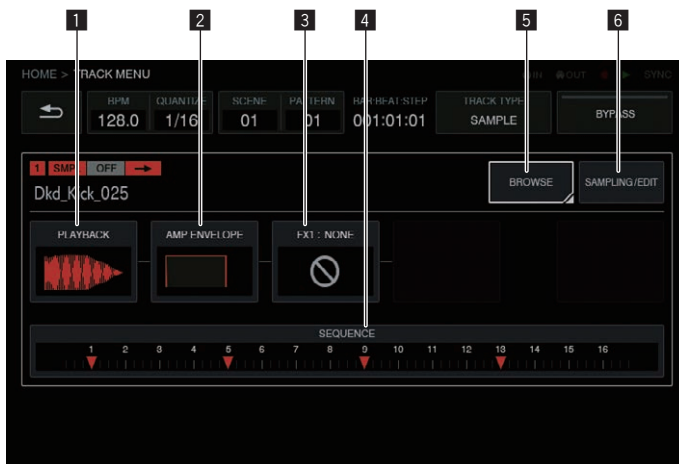 1 2 3 4 5 6
HOME > TRACK MENU IN OUT SYNC
BPM QUANTIZE SCENE PATTERN BAR:BEAT:STEP TRACK TYPE
128.0 1/16 01 01 001:01:01 SAMPLE BYPASS
1 SMP OFF
Dkd_Kick_025 BROWSE SAMPLING/EDIT
PLAYBACK AMP ENVELOPE FX1 : NONE
SEQUENCE
1 2 3 4 5 6 7 8 9 10 11 12 13 14 15 16